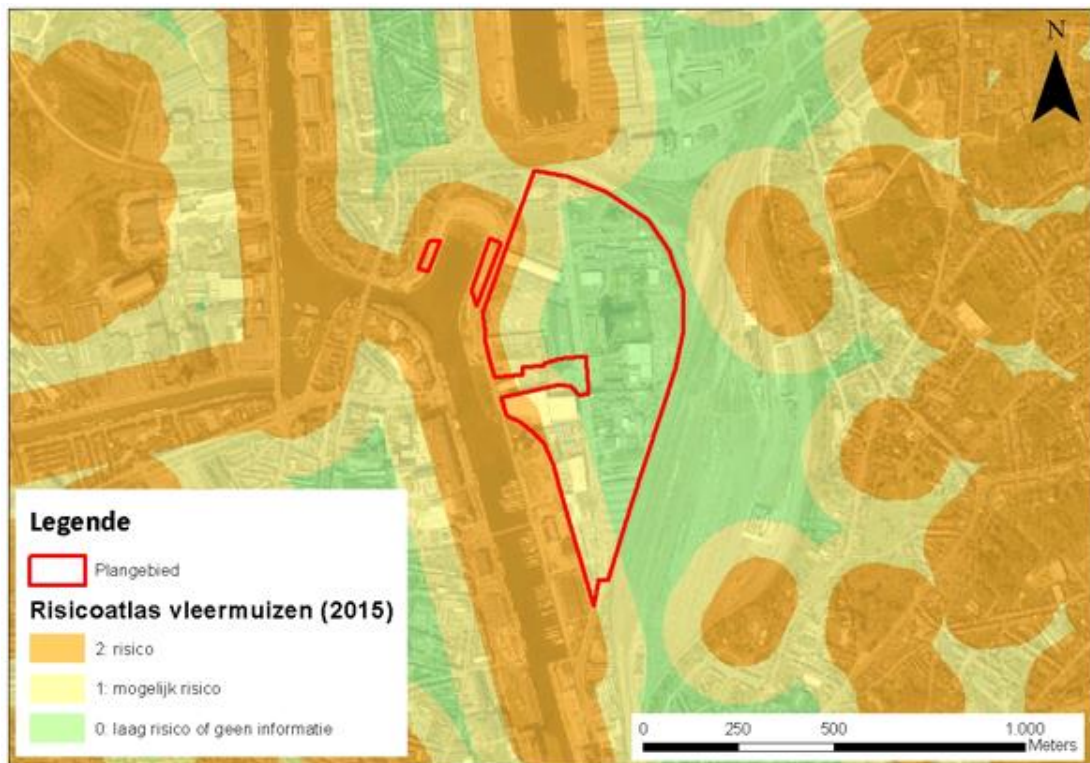 N
Legende
Plangebied
Risicoatlas vleermuizen (2015)
2: risico
1: mogelijk risico
0: laag risico of geen informatie
0 250 500 1.000
Meters